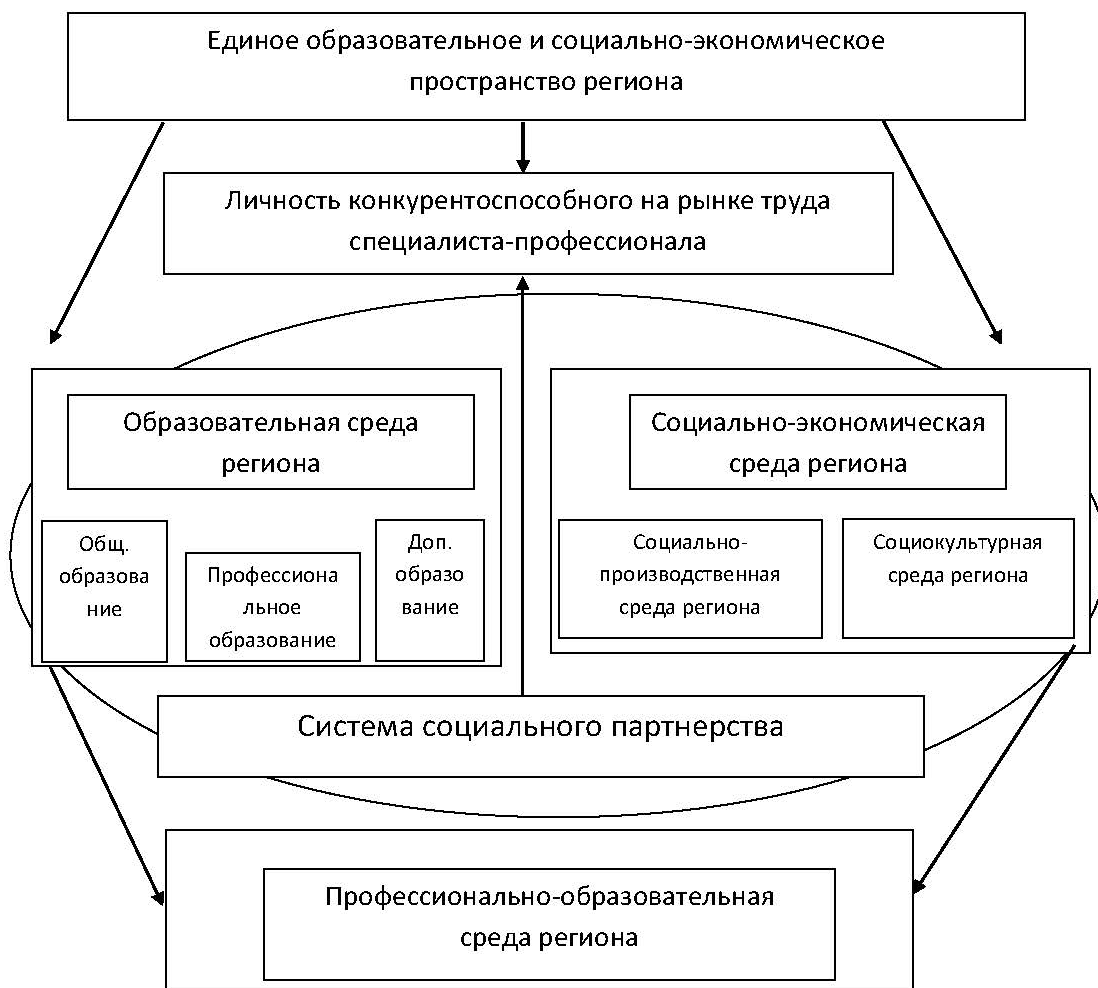 Единое образовательное и социально-экономическое
пространство региона
Личность конкурентоспособного на рынке труда
специалиста-профессионала
Образовательная среда
региона
Общ.
образова
ние
Профессиона
льное
образование
Доп.
образо
вание
Социально-экономическая
среда региона
Социально-
производственная
среда региона
Социокультурная
среда региона
Система социального партнерства
Профессионально-образовательная
среда региона